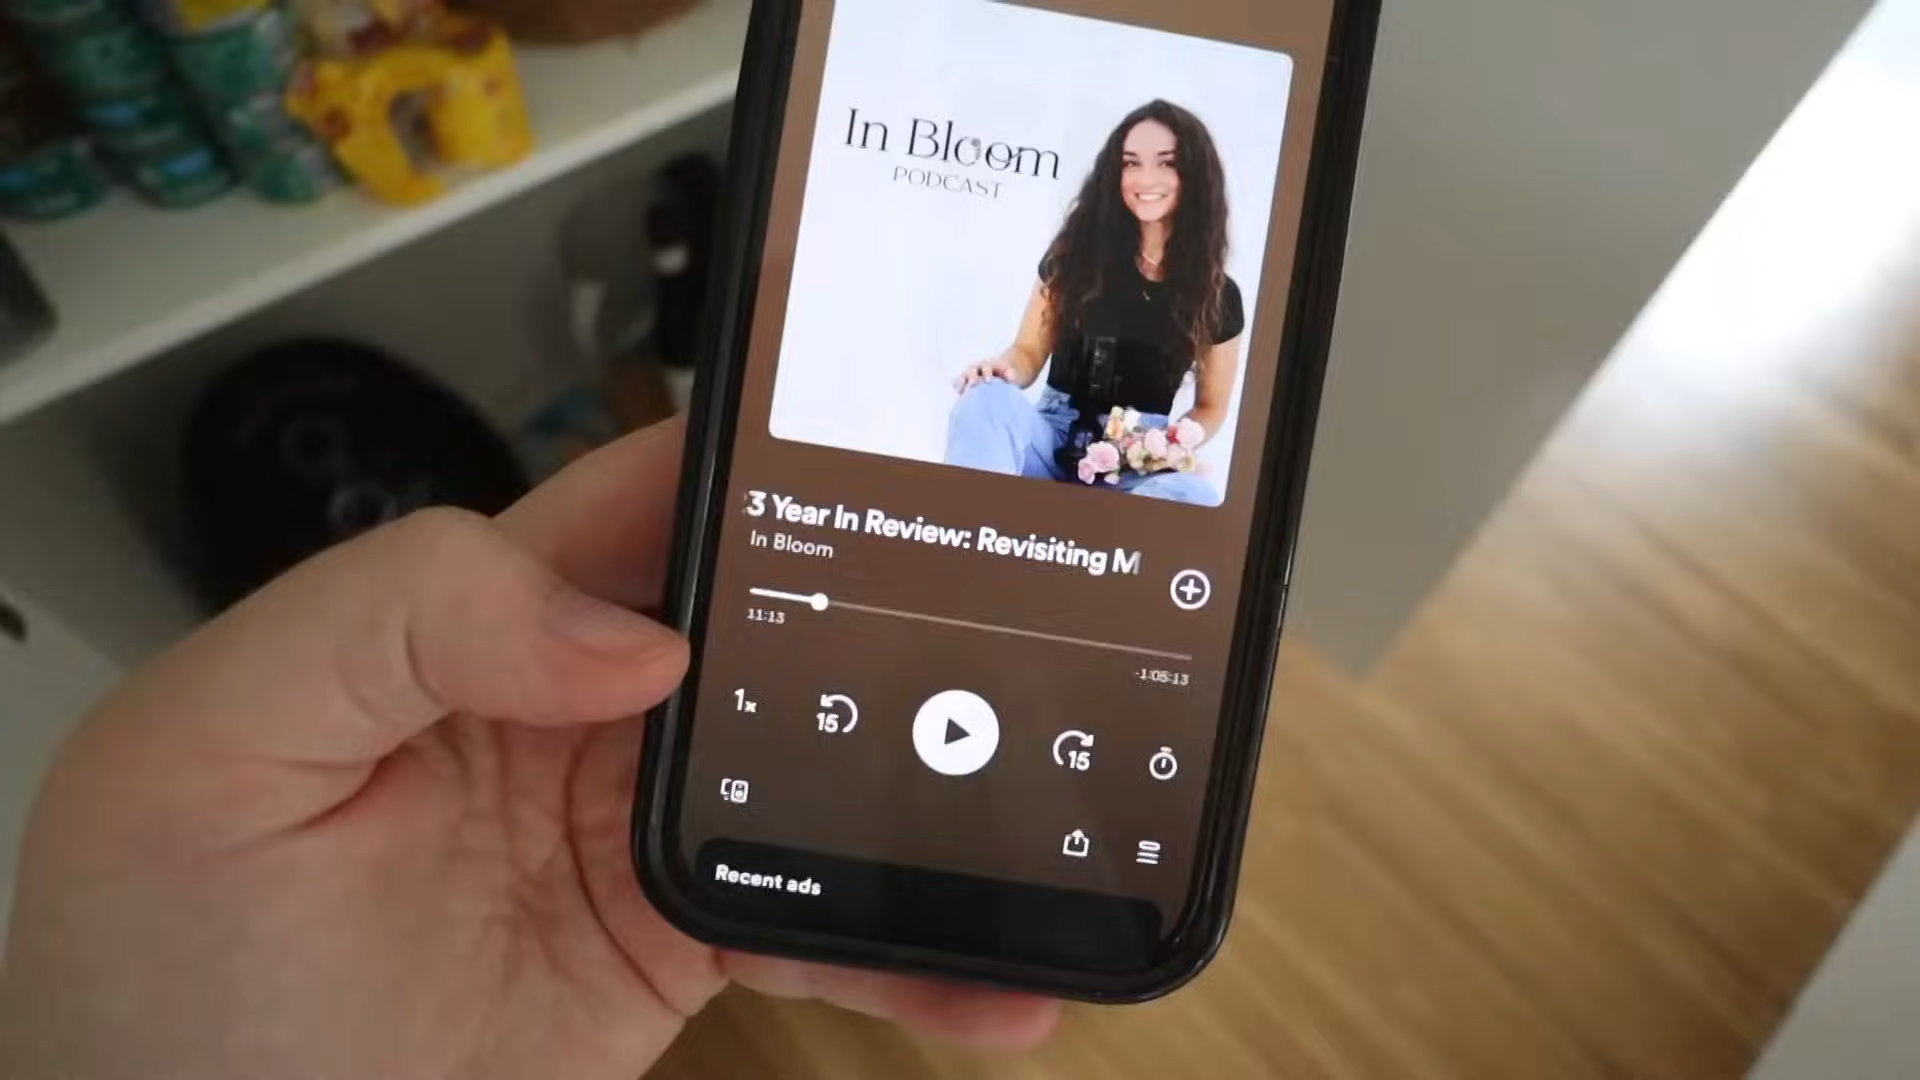 In Bloom
PODCAST
3 Year In Review: Revisiting M
In Bloom
11:13
-1:05:13
1x
15
15
Recent ads